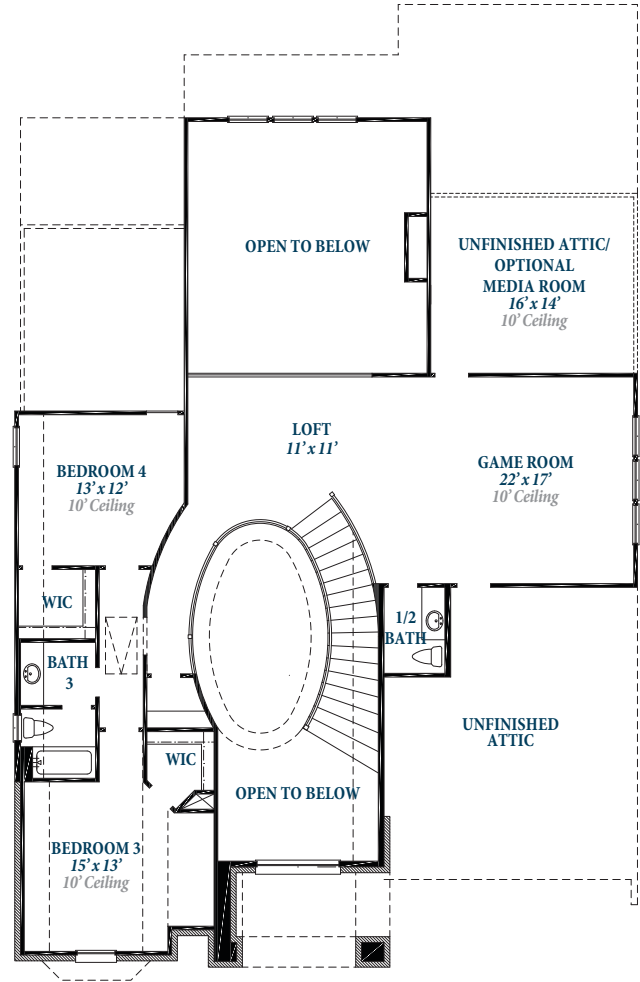 OPEN TO BELOW
UNFINISHED ATTIC/
OPTIONAL
MEDIA ROOM
16' x 14'
10' Ceiling
LOFT
11' x 11'
GAME ROOM
22' x 17'
10' Ceiling
BEDROOM 4
13' x 12'
10' Ceiling
WIC
1/2
BATH
BATH
3
UNFINISHED
ATTIC
WIC
OPEN TO BELOW
BEDROOM 3
15' x 13'
10' Ceiling